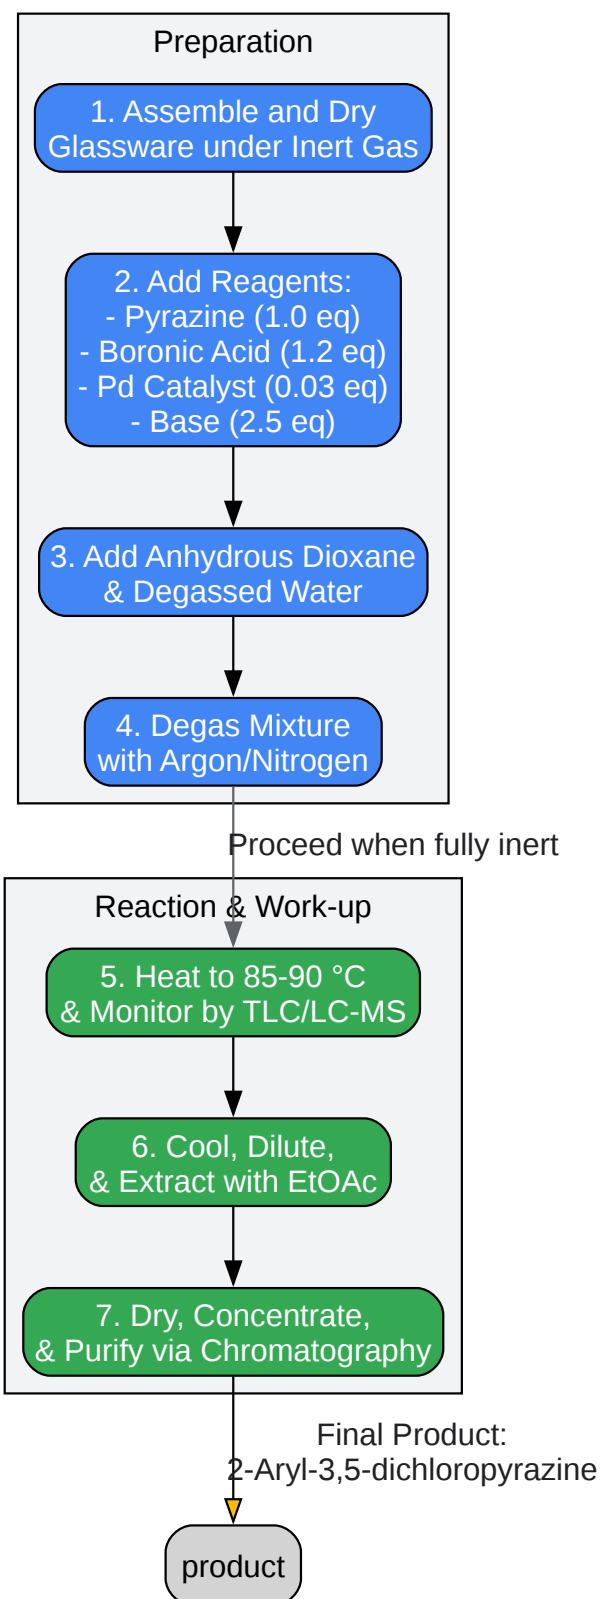 Preparation
1. Assemble and Dry
Glassware under Inert Gas
2. Add Reagents:
- Pyrazine (1.0 eq)
- Boronic Acid (1.2 eq)
- Pd Catalyst (0.03 eq)
- Base (2.5 eq)
3. Add Anhydrous Dioxane
& Degassed Water
4. Degas Mixture
with Argon/Nitrogen
Proceed when fully inert
Reaction & Work-up
5. Heat to 85-90 °C
& Monitor by TLC/LC-MS
6. Cool, Dilute,
& Extract with EtOAc
7. Dry, Concentrate,
& Purify via Chromatography
Final Product:
2-Aryl-3,5-dichloropyrazine
product